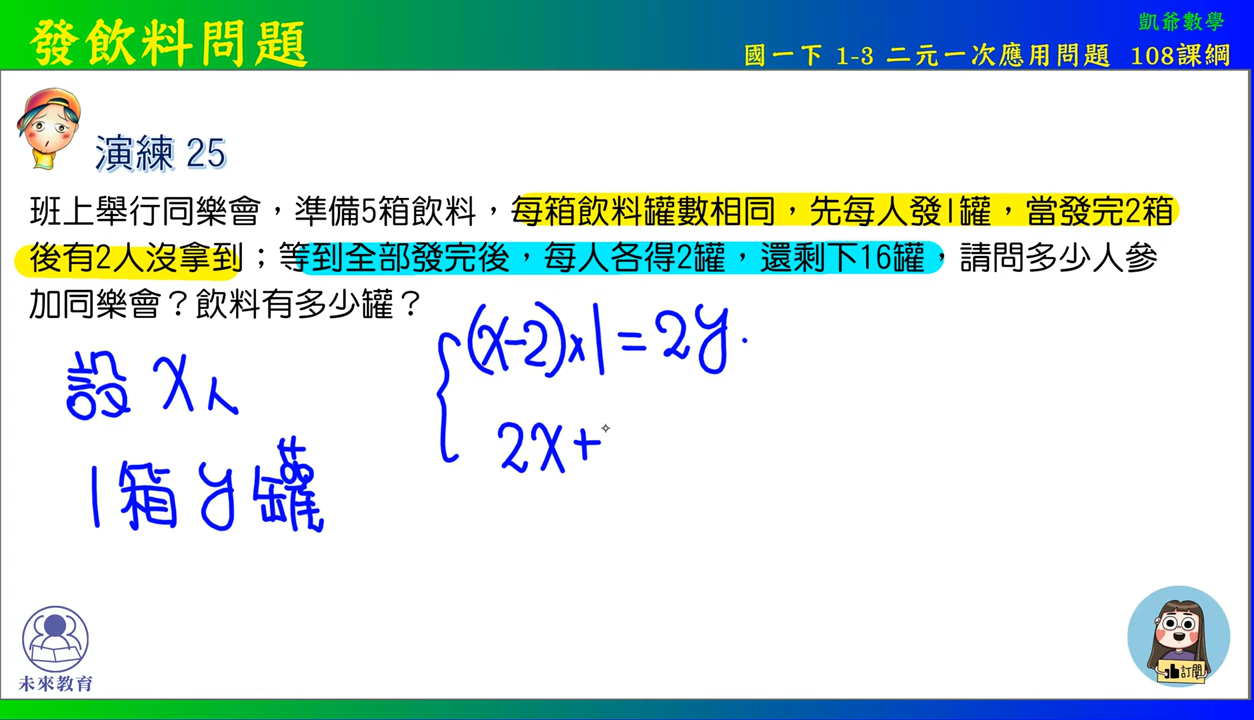 發飲料問題
凱爺數學
國一下 1-3 二元一次應用問題 108課綱
演練 25
班上舉行同樂會，準備5箱飲料，每箱飲料罐數相同，先每人發1罐，當發完2箱
後有2人沒拿到；等到全部發完後，每人各得2罐，還剩下16罐，請問多少人參
加同樂會？飲料有多少罐？
(x-2)×1=2y.
設 x人
2x+
1箱 y罐
未來教育
訂閱